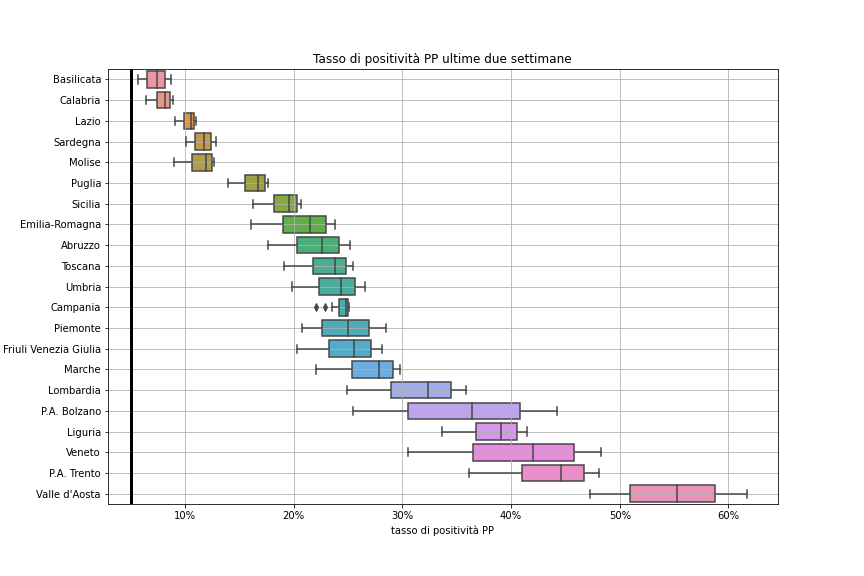 Tasso di positività PP ultime due settimane
Basilicata
Calabria
Lazio
Sardegna
Molise
Puglia
Sicilia
Emilia-Romagna
Abruzzo
Toscana
Umbria
Campania
Piemonte
Friuli Venezia Giulia
Marche
Lombardia
P.A. Bolzano
Liguria
Veneto
P.A. Trento
Valle d'Aosta
10% 20% 30% 40% 50% 60%
tasso di positività PP